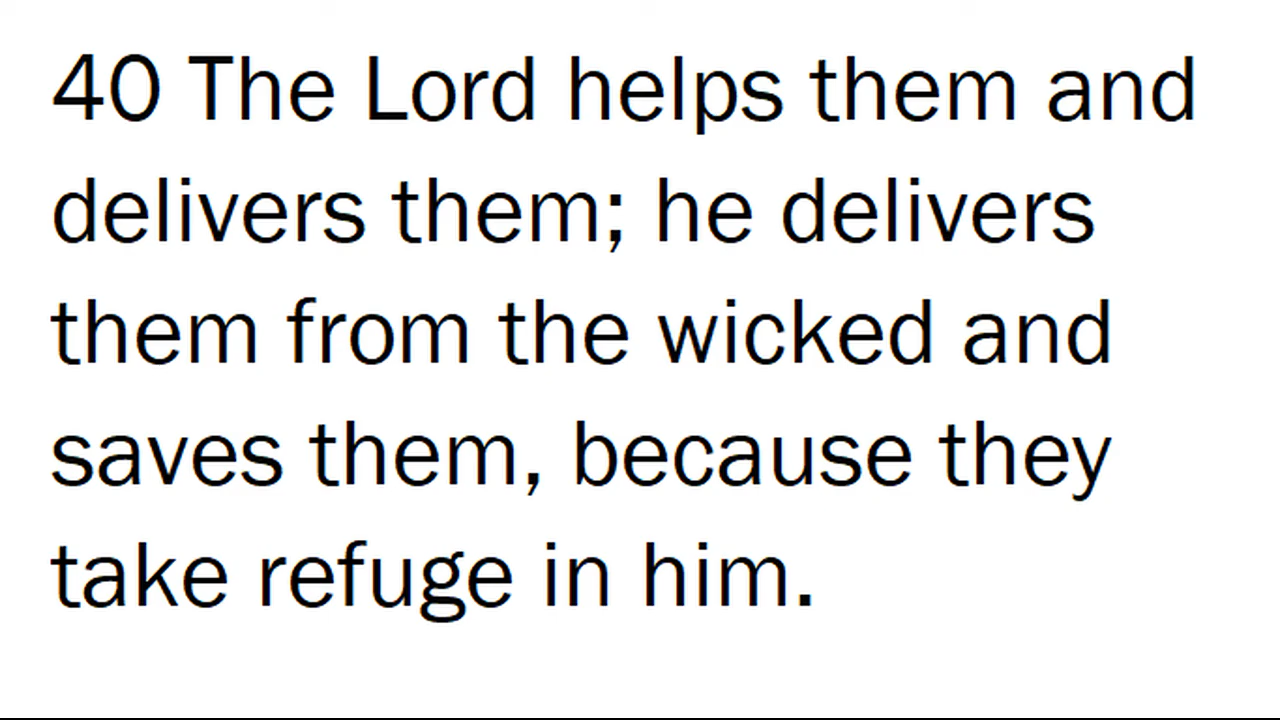 40 The Lord helps them and
delivers them; he delivers
them from the wicked and
saves them, because they
take refuge in him.